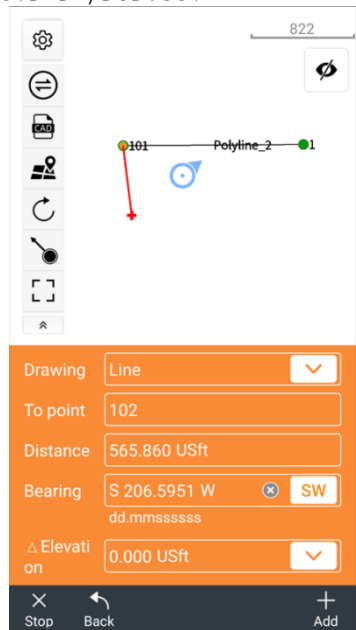 822
CAD
101
Polyline_2
1
Drawing
Line
To point
102
Distance
565.860 USft
Bearing
S 206.5951 W
SW
dd.mmssssss
△Elevati
on
0.000 USft
Stop
Back
Add